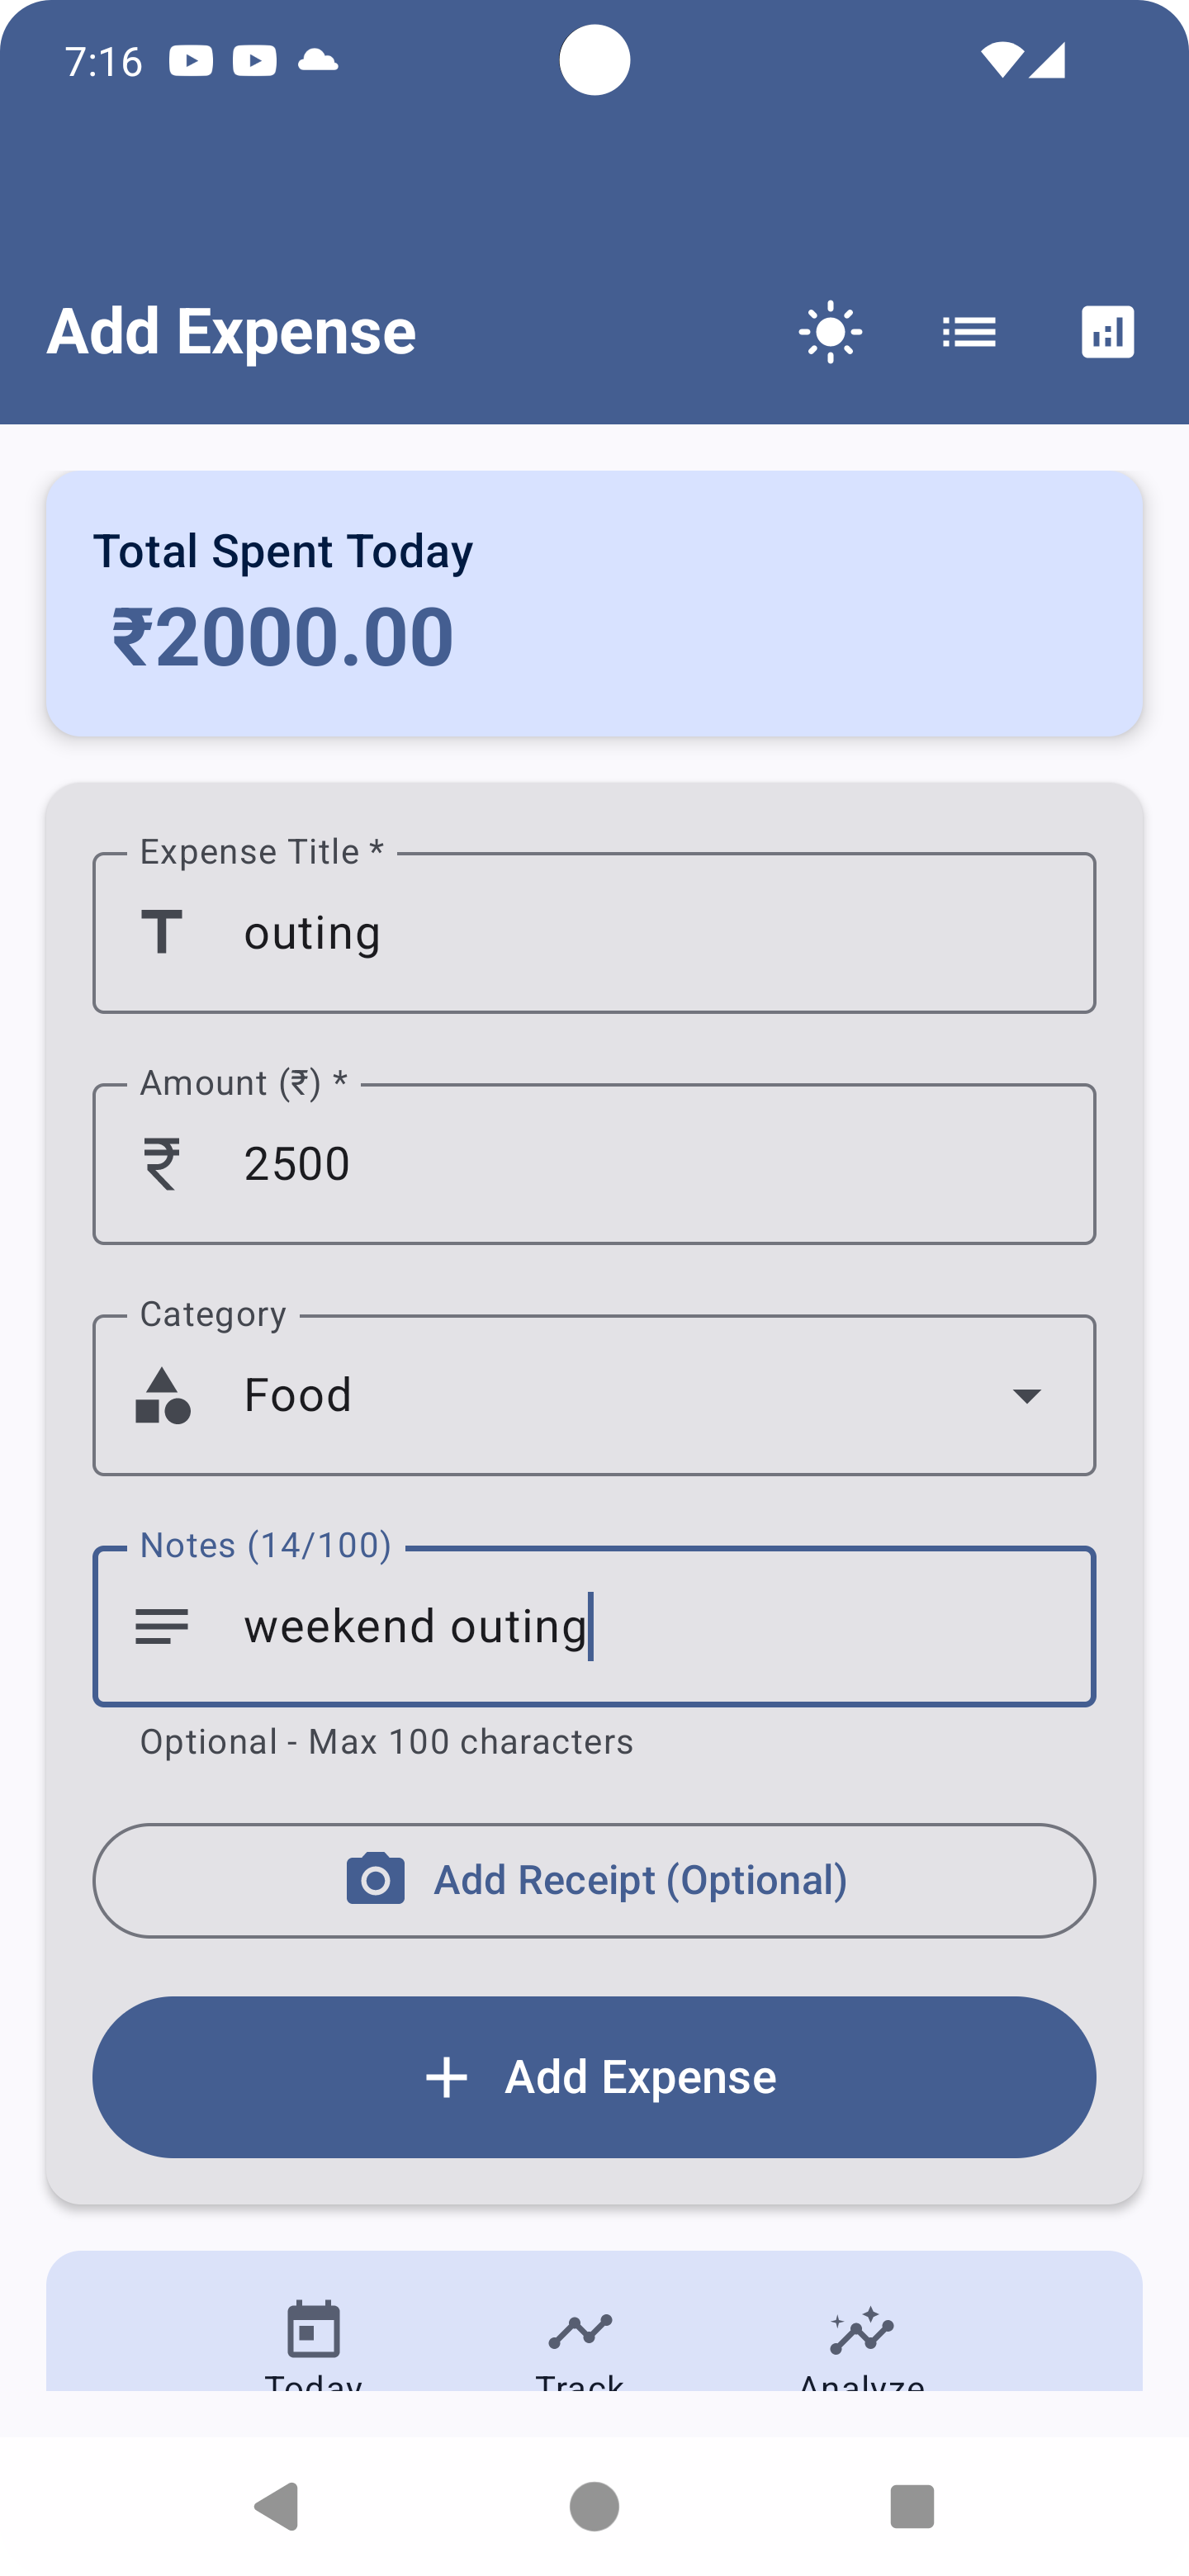 7:16
Add Expense
Total Spent Today
₹2000.00
Expense Title *
outing
Amount (₹) *
₹ 2500
Category
Food
Notes (14/100)
weekend outing
Optional - Max 100 characters
Add Receipt (Optional)
+ Add Expense
Today Track Analyze